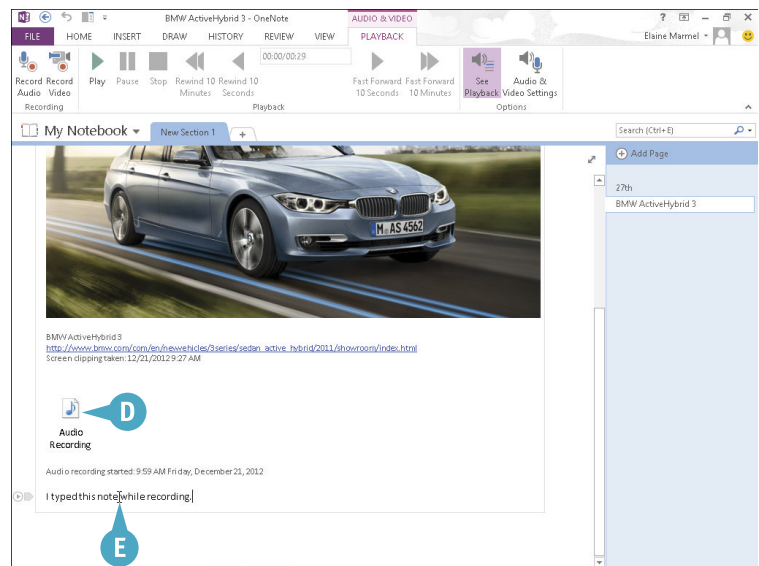 BMW ActiveHybrid 3 - OneNote
AUDIO & VIDEO
FILE HOME INSERT DRAW HISTORY REVIEW VIEW PLAYBACK
Elaine Marmel
00:00/00:29
Record Audio
Record Video
Play
Pause
Stop
Rewind 10 Minutes
Rewind 10 Seconds
Fast Forward 10 Seconds
Fast Forward 10 Minutes
See Playback
Audio & Video Settings
Recording
Playback
Options
My Notebook
New Section 1
Search (Ctrl+E)
Add Page
27th
BMW ActiveHybrid 3
M AS 4562
BMW ActiveHybrid 3
http://www.bmw.com/com/en/newvehicles/3series/sedan_active_hybrid/2011/showroom/index.html
Screen clipping taken: 12/21/2012 9:27 AM
D
Audio
Recording
Audio recording started: 9:59 AM Friday, December 21, 2012
I typed this note while recording.
E